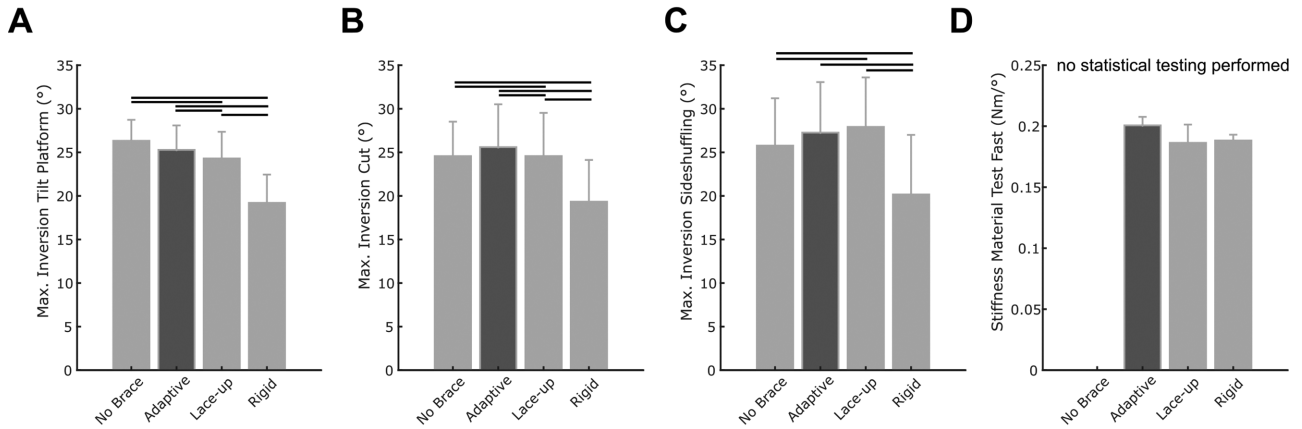 A
B
C
D
Max. Inversion Tilt Platform (°)
35
30
25
20
15
10
5
0
No Brace
Adaptive
Lace-up
Rigid
Max. Inversion Cut (°)
35
30
25
20
15
10
5
0
No Brace
Adaptive
Lace-up
Rigid
Max. Inversion Sideshuffling (°)
35
30
25
20
15
10
5
0
No Brace
Adaptive
Lace-up
Rigid
no statistical testing performed
Stiffness Material Test Fast (Nm/°)
0.25
0.2
0.15
0.1
0.05
0
No Brace
Adaptive
Lace-up
Rigid